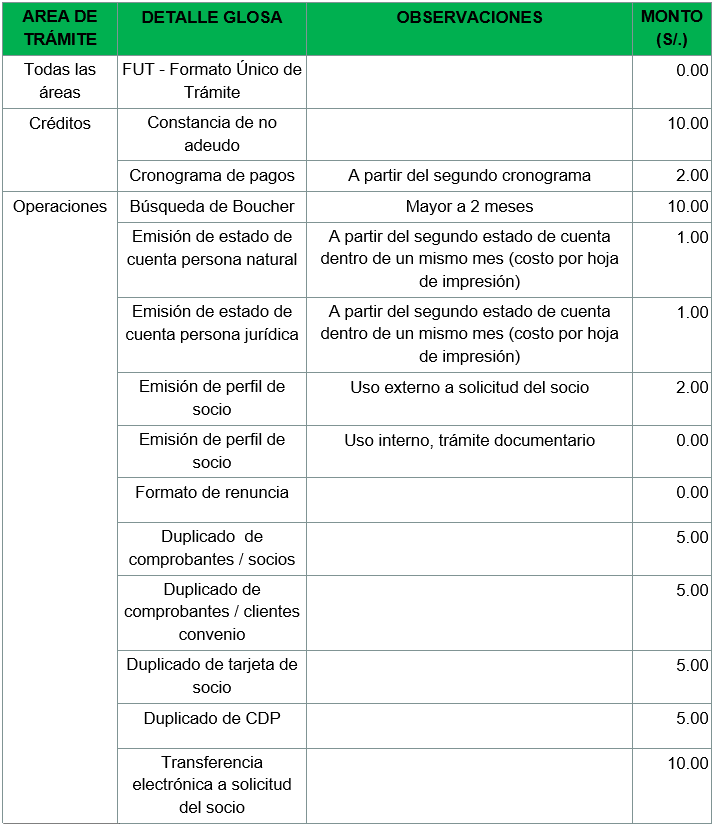 AREA DE
TRÁMITE
DETALLE GLOSA
OBSERVACIONES
MONTO
(S/.)
Todas las
áreas
FUT - Formato Único de
Trámite
0.00
Créditos
Constancia de no
adeudo
10.00
Cronograma de pagos
A partir del segundo cronograma
2.00
Operaciones
Búsqueda de Boucher
Mayor a 2 meses
10.00
Emisión de estado de
cuenta persona natural
A partir del segundo estado de cuenta
dentro de un mismo mes (costo por hoja
de impresión)
1.00
Emisión de estado de
cuenta persona jurídica
A partir del segundo estado de cuenta
dentro de un mismo mes (costo por hoja
de impresión)
1.00
Emisión de perfil de
socio
Uso externo a solicitud del socio
2.00
Emisión de perfil de
socio
Uso interno, trámite documentario
0.00
Formato de renuncia
0.00
Duplicado  de
comprobantes / socios
5.00
Duplicado de
comprobantes / clientes
convenio
5.00
Duplicado de tarjeta de
socio
5.00
Duplicado de CDP
5.00
Transferencia
electrónica a solicitud
del socio
10.00